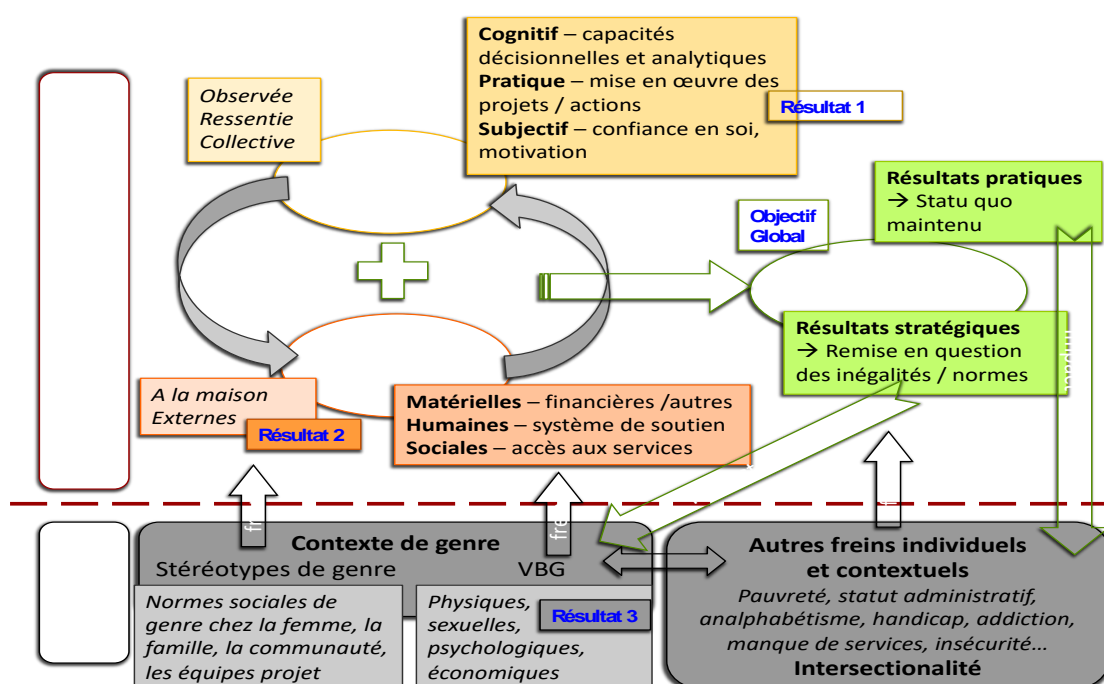 Cognitif – capacités
décisionnelles et analytiques
Pratique – mise en œuvre des
projets / actions
Subjectif – confiance en soi,
motivation
Résultat 1
Observée
Ressentie
Collective
Résultats pratiques
→ Statu quo
maintenu
Objectif
Global
Résultats stratégiques
→ Remise en question
des inégalités / normes
A la maison
Externes
Résultat 2
Matérielles – financières /autres
Humaines – système de soutien
Sociales – accès aux services
Contexte de genre
Stéréotypes de genre
VBG
Normes sociales de
genre chez la femme, la
famille, la communauté,
les équipes projet
Physiques,
sexuelles,
psychologiques,
économiques
Résultat 3
Autres freins individuels
et contextuels
Pauvreté, statut administratif,
analphabétisme, handicap, addiction,
manque de services, insécurité...
Intersectionalité